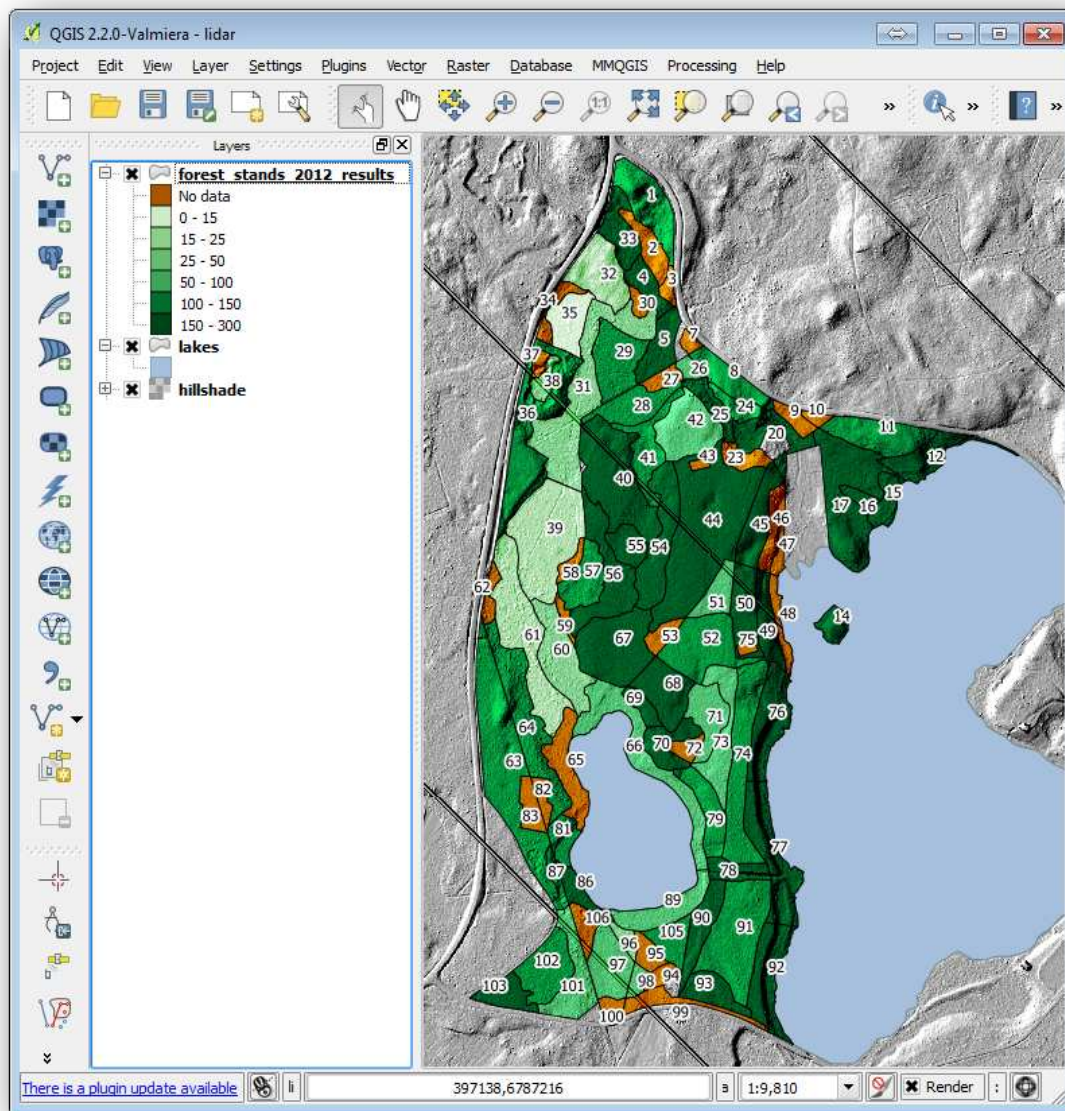 QGIS 2.2.0-Valmiera - lidar
Project Edit View Layer Settings Plugins Vector Raster Database MMQGIS Processing Help
1:1 » » ? »
Layers
forest_stands_2012_results
No data
0 - 15
15 - 25
25 - 50
50 - 100
100 - 150
150 - 300
lakes
hillshade
1
33 2
32 4 3
34 30
35
5 7
37 29
26 8
38 31 27
28
36 42 25 24 9 10
20 11
41 43 23 12
40
15
17 16
44 45 46
39
55 54 47
58 57 56
62
51 50 48
59 14
61 67 53 52 75 49
60
68
69
71 76
64
66 70 72 73 74
63 65
82
83
81 79
77
87 78
86
89
106 90
105 91
96
102 97 95
92
94
103 101 98 93
100 99
There is a plugin update available li 397138,6787216 1:9,810 Render :